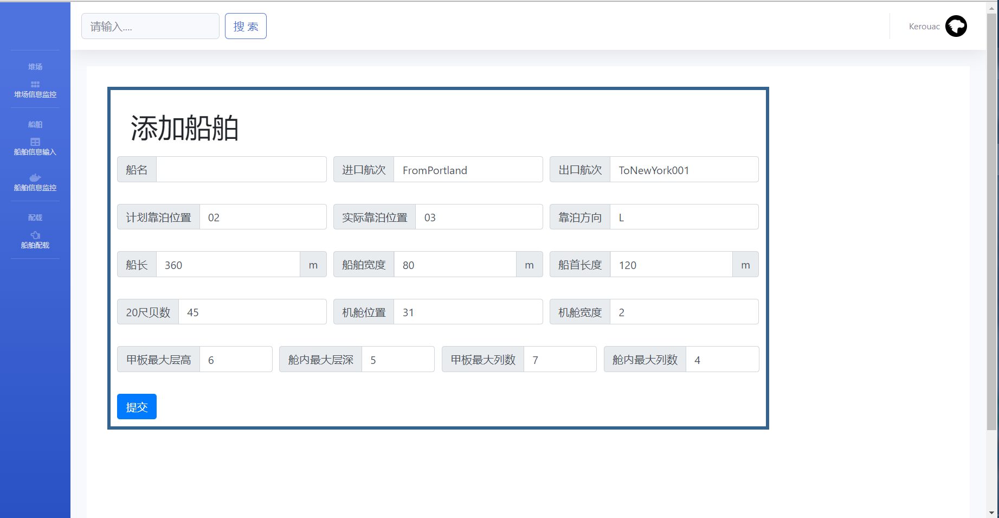 请输入....
搜 索
Kerouac
堆场
堆场信息监控
船舶
船舶信息输入
船舶信息监控
配载
船舶配载
添加船舶
船名 进口航次 FromPortland 出口航次 ToNewYork001
计划靠泊位置 02 实际靠泊位置 03 靠泊方向 L
船长 360 m 船舶宽度 80 m 船首长度 120 m
20尺贝数 45 机舱位置 31 机舱宽度 2
甲板最大层高 6 舱内最大层深 5 甲板最大列数 7 舱内最大列数 4
提交